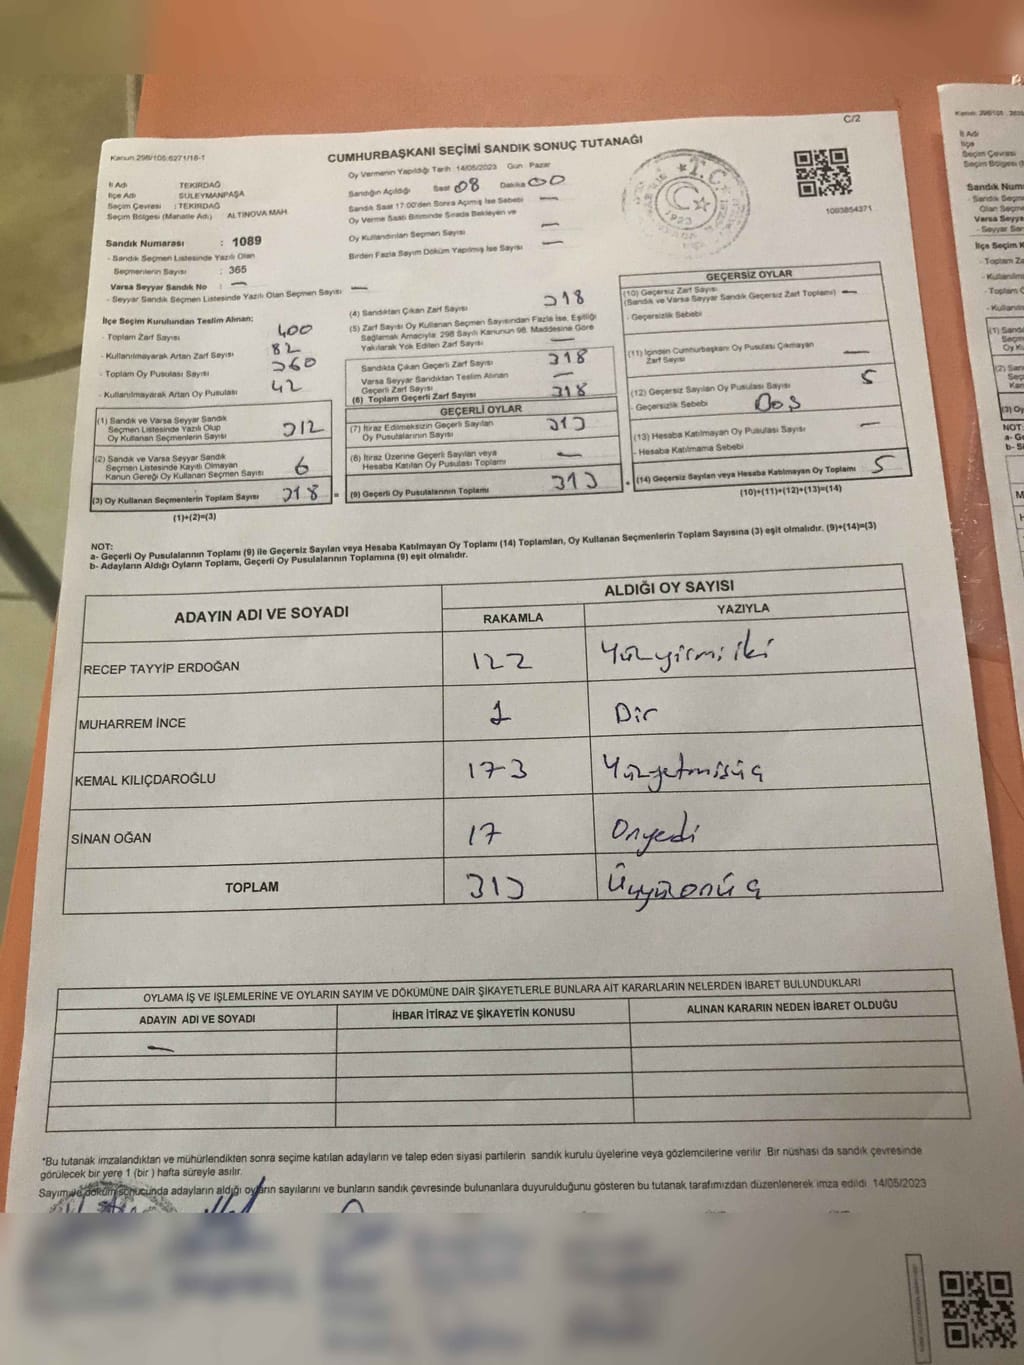 C/2
Kanun:298/105;6271/18-1
CUMHURBAŞKANI SEÇİMİ SANDIK SONUÇ TUTANAĞI
İl Adı : TEKİRDAĞ
İlçe Adı : SÜLEYMANPAŞA
Seçim Çevresi : TEKİRDAĞ
Seçim Bölgesi (Mahalle Adı) ALTINOVA MAH.
Sandık Numarası : 1089
- Sandık Seçmen Listesinde Yazılı Olan
Seçmenlerin Sayısı : 365
Varsa Seyyar Sandık No : —
- Seyyar Sandık Seçmen Listesinde Yazılı Olan Seçmen Sayısı —
Oy Vermenin Yapıldığı Tarih : 14/05/2023 Gün : Pazar
Sandığın Açıldığı Saat 08 Dakika 00
Sandık Saat 17:00'den Sonra Açılmış İse Sebebi —
Oy Verme Saati Bitiminde Sırada Bekleyen ve
Oy Kullandırılan Seçmen Sayısı —
Birden Fazla Sayım Döküm Yapılmış İse Sayısı —
T.C.
1923
1093854371
İlçe Seçim Kurulundan Teslim Alınan:
- Toplam Zarf Sayısı 400
- Kullanılmayarak Artan Zarf Sayısı 82
- Toplam Oy Pusulası Sayısı 360
- Kullanılmayarak Artan Oy Pusulası 42
(1) Sandık ve Varsa Seyyar Sandık
Seçmen Listesinde Yazılı Olup
Oy Kullanan Seçmenlerin Sayısı 312
(2) Sandık ve Varsa Seyyar Sandık
Seçmen Listesinde Kayıtlı Olmayan
Kanun Gereği Oy Kullanan Seçmen Sayısı 6
(3) Oy Kullanan Seçmenlerin Toplam Sayısı 318 =
(1)+(2)=(3)
(4) Sandıktan Çıkan Zarf Sayısı 318
(5) Zarf Sayısı Oy Kullanan Seçmen Sayısından Fazla İse, Eşitliği
Sağlamak Amacıyla 298 Sayılı Kanunun 98. Maddesine Göre
Yakılarak Yok Edilen Zarf Sayısı —
Sandıkta Çıkan Geçerli Zarf Sayısı 318
Varsa Seyyar Sandıktan Teslim Alınan
Geçerli Zarf Sayısı —
(6) Toplam Geçerli Zarf Sayısı 318
GEÇERLİ OYLAR
(7) İtiraz Edilmeksizin Geçerli Sayılan
Oy Pusulalarının Sayısı 313
(8) İtiraz Üzerine Geçerli Sayılan veya
Hesaba Katılan Oy Pusulası Toplamı —
(9) Geçerli Oy Pusulalarının Toplamı 313 +
GEÇERSİZ OYLAR
(10) Geçersiz Zarf Sayısı
(Sandık ve Varsa Seyyar Sandık Geçersiz Zarf Toplamı) —
- Geçersizlik Sebebi
(11) İçinden Cumhurbaşkanı Oy Pusulası Çıkmayan
Zarf Sayısı —
(12) Geçersiz Sayılan Oy Pusulası Sayısı 5
- Geçersizlik Sebebi Boş
(13) Hesaba Katılmayan Oy Pusulası Sayısı —
- Hesaba Katılmama Sebebi
(14) Geçersiz Sayılan veya Hesaba Katılmayan Oy Toplamı 5
(10)+(11)+(12)+(13)=(14)
NOT:
a- Geçerli Oy Pusulalarının Toplamı (9) ile Geçersiz Sayılan veya Hesaba Katılmayan Oy Toplamı (14) Toplamları, Oy Kullanan Seçmenlerin Toplam Sayısına (3) eşit olmalıdır. (9)+(14)=(3)
b- Adayların Aldığı Oyların Toplamı, Geçerli Oy Pusulalarının Toplamına (9) eşit olmalıdır.
ADAYIN ADI VE SOYADI
ALDIĞI OY SAYISI
RAKAMLA YAZIYLA
RECEP TAYYİP ERDOĞAN 122 Yüzyirmiiki
MUHARREM İNCE 1 Bir
KEMAL KILIÇDAROĞLU 173 Yüzyetmişüç
SİNAN OĞAN 17 Onyedi
TOPLAM 313 Üçyüzonüç
OYLAMA İŞ VE İŞLEMLERİNE VE OYLARIN SAYIM VE DÖKÜMÜNE DAİR ŞİKAYETLERLE BUNLARA AİT KARARLARIN NELERDEN İBARET BULUNDUKLARI
ADAYIN ADI VE SOYADI İHBAR İTİRAZ VE ŞİKAYETİN KONUSU ALINAN KARARIN NEDEN İBARET OLDUĞU
—
*Bu tutanak imzalandıktan ve mühürlendikten sonra seçime katılan adayların ve talep eden siyasi partilerin sandık kurulu üyelerine veya gözlemcilerine verilir. Bir nüshası da sandık çevresinde
görülecek bir yere 1 (bir ) hafta süreyle asılır.
Sayım ve döküm sonucunda adayların aldığı oyların sayılarını ve bunların sandık çevresinde bulunanlara duyurulduğunu gösteren bu tutanak tarafımızdan düzenlenerek imza edildi. 14/05/2023
İl Adı
İlçe
Seçim Çevresi
Seçim Bölgesi